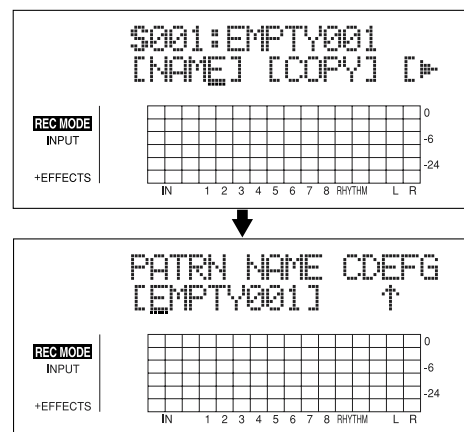 S001:EMPTY001
[NAME] [COPY] [
REC MODE
INPUT
+EFFECTS
0
-6
-24
IN 1 2 3 4 5 6 7 8 RHYTHM L R
PATRN NAME CDEFG
[EMPTY001] ↑
REC MODE
INPUT
+EFFECTS
0
-6
-24
IN 1 2 3 4 5 6 7 8 RHYTHM L R